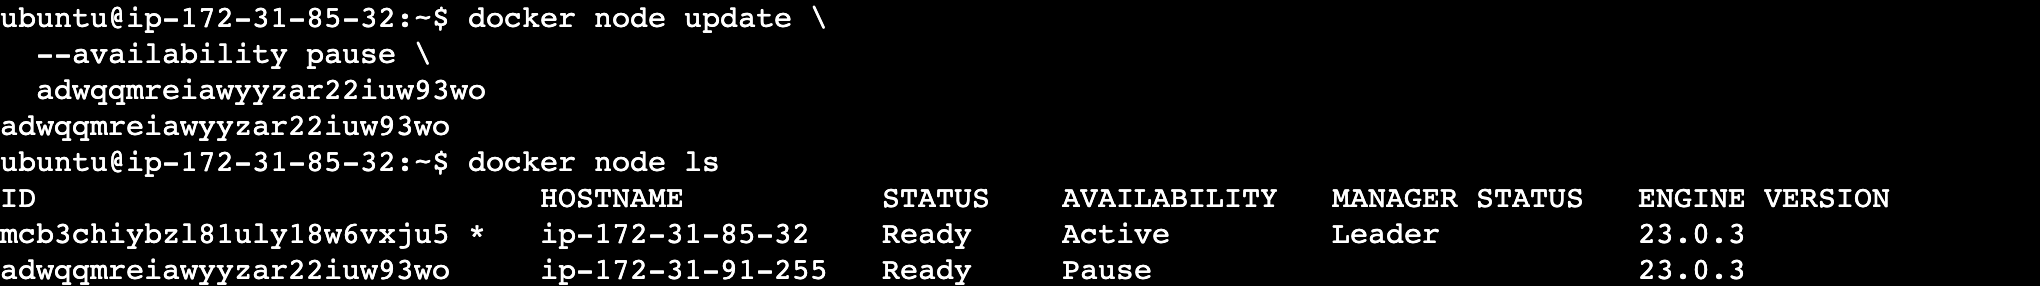 ubuntu@ip-172-31-85-32:~$ docker node update \
  --availability pause \
  adwqqmreiawyyzar22iuw93wo
adwqqmreiawyyzar22iuw93wo
ubuntu@ip-172-31-85-32:~$ docker node ls
ID                            HOSTNAME           STATUS    AVAILABILITY   MANAGER STATUS   ENGINE VERSION
mcb3chiybzl81uly18w6vxju5 *   ip-172-31-85-32    Ready     Active         Leader           23.0.3
adwqqmreiawyyzar22iuw93wo     ip-172-31-91-255   Ready     Pause                           23.0.3